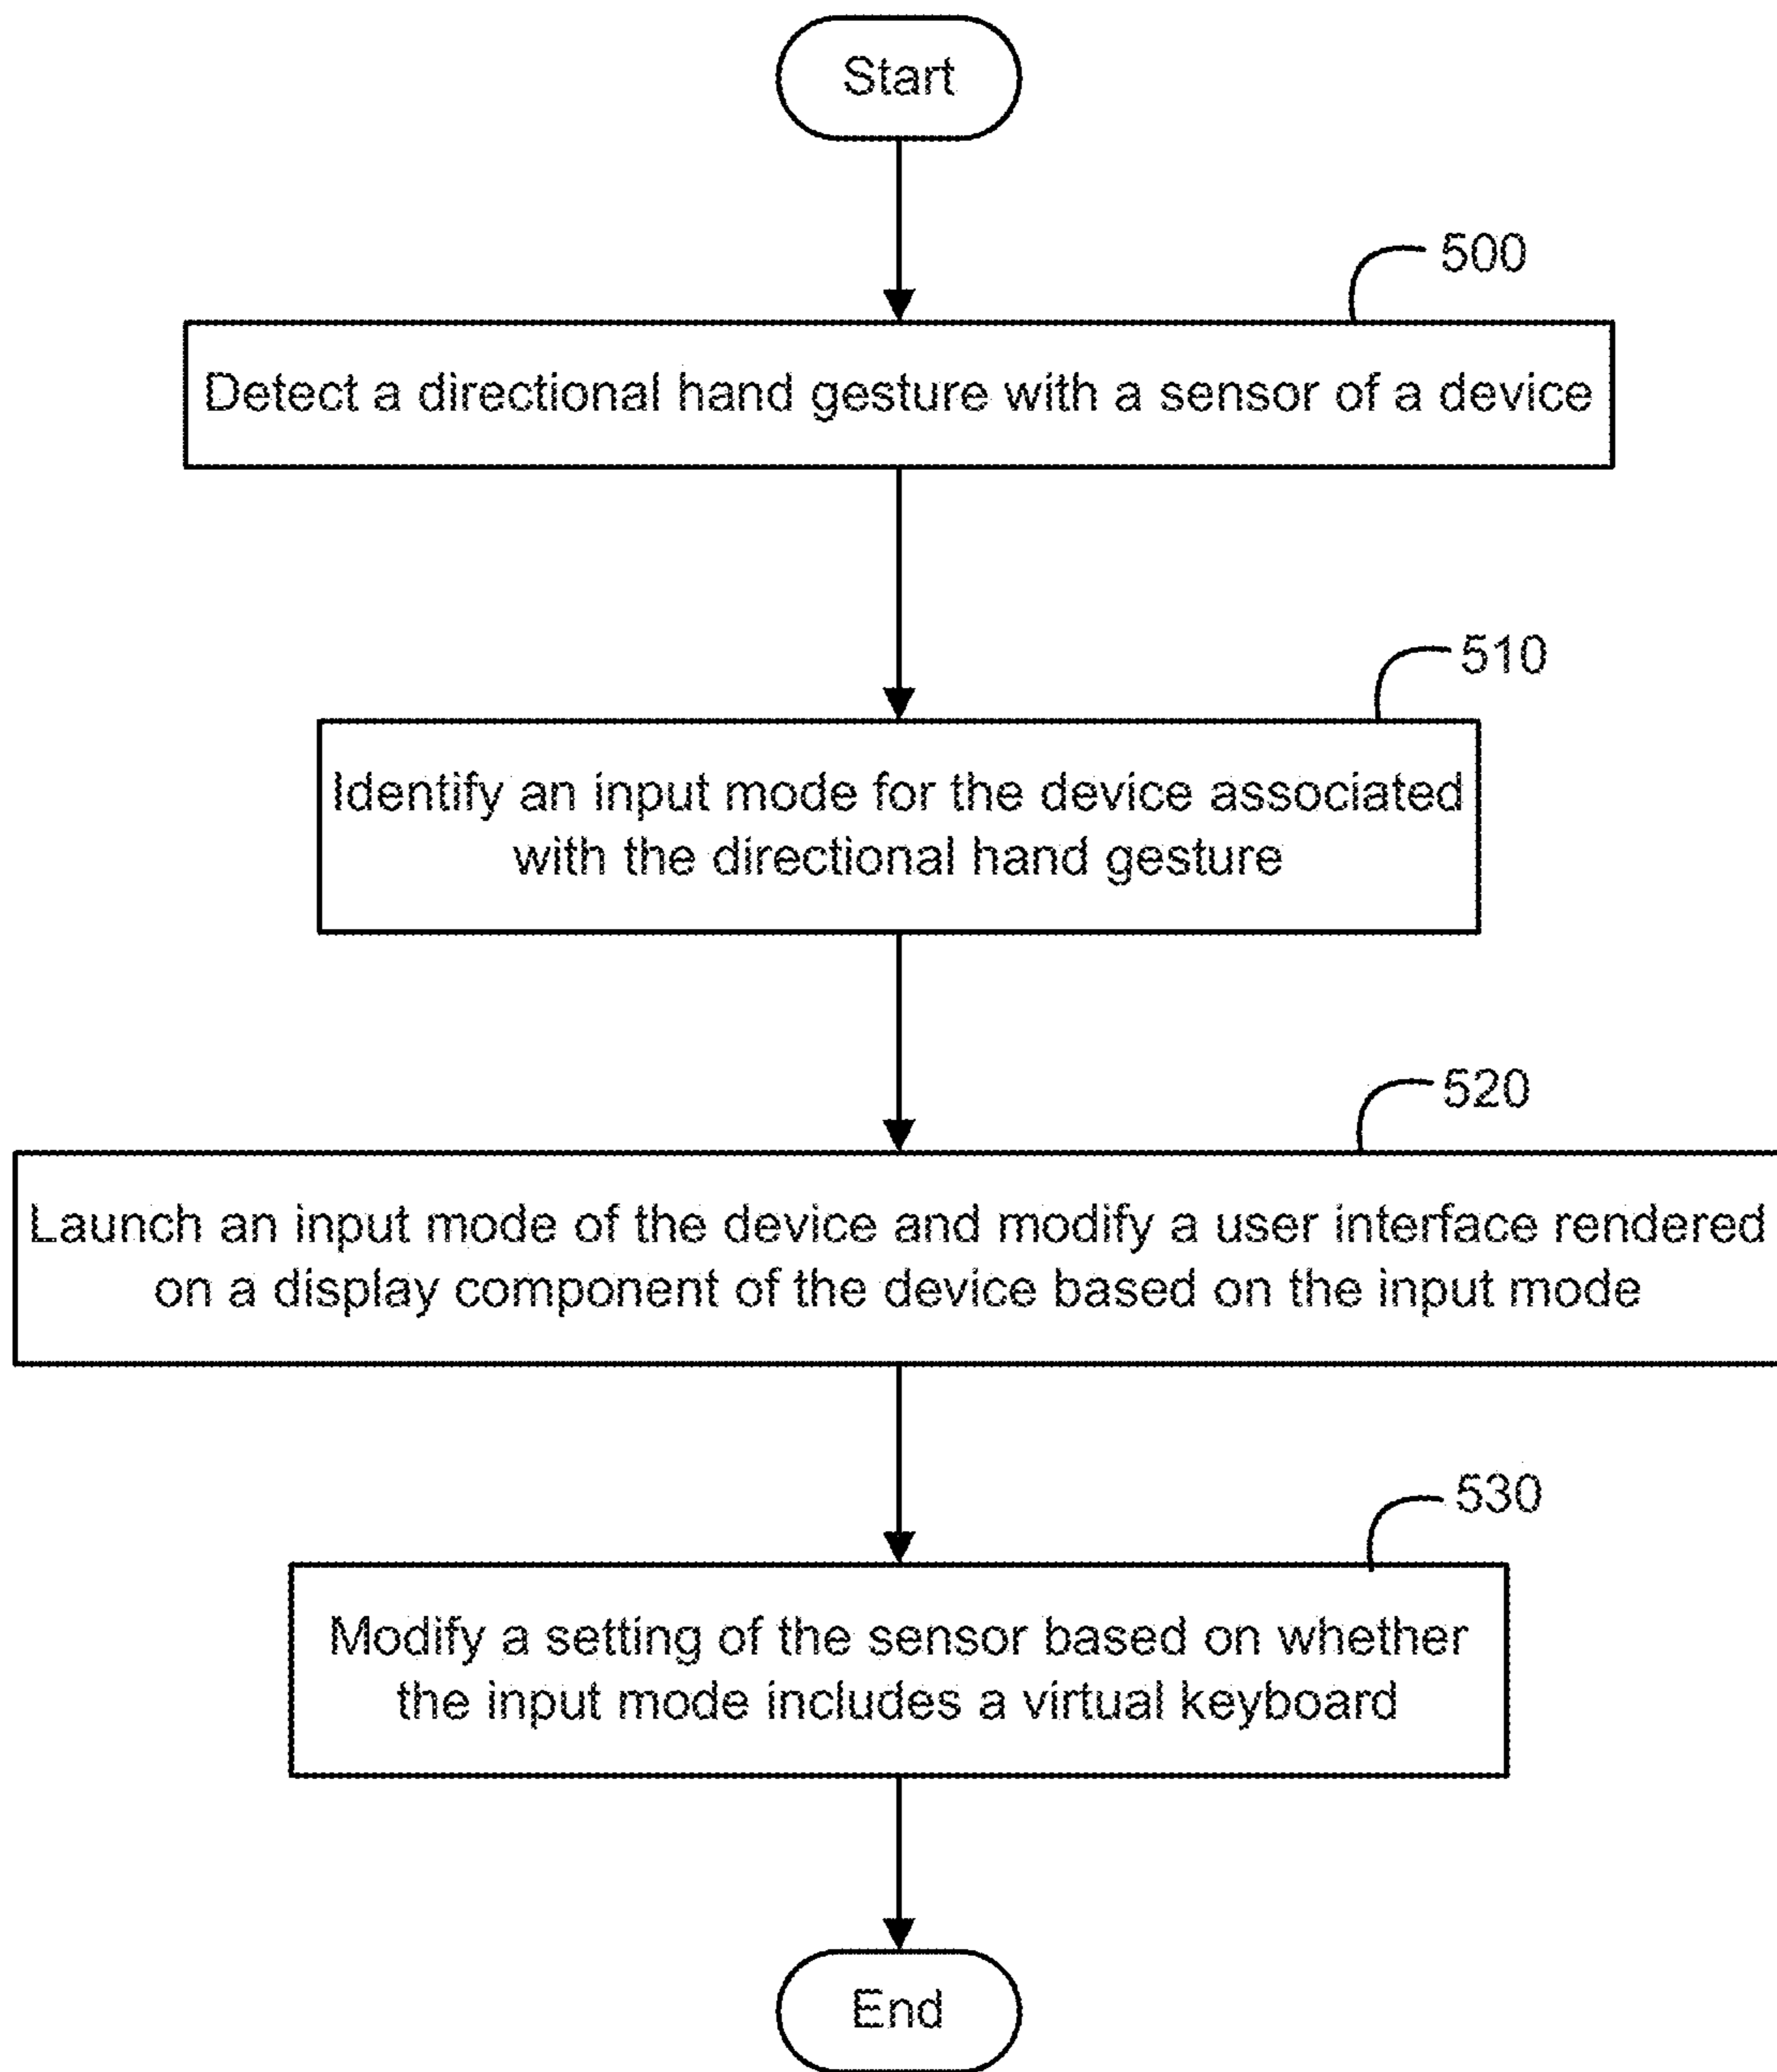 Start
500
Detect a directional hand gesture with a sensor of a device
510
Identify an input mode for the device associated
with the directional hand gesture
520
Launch an input mode of the device and modify a user interface rendered
on a display component of the device based on the input mode
530
Modify a setting of the sensor based on whether
the input mode includes a virtual keyboard
End